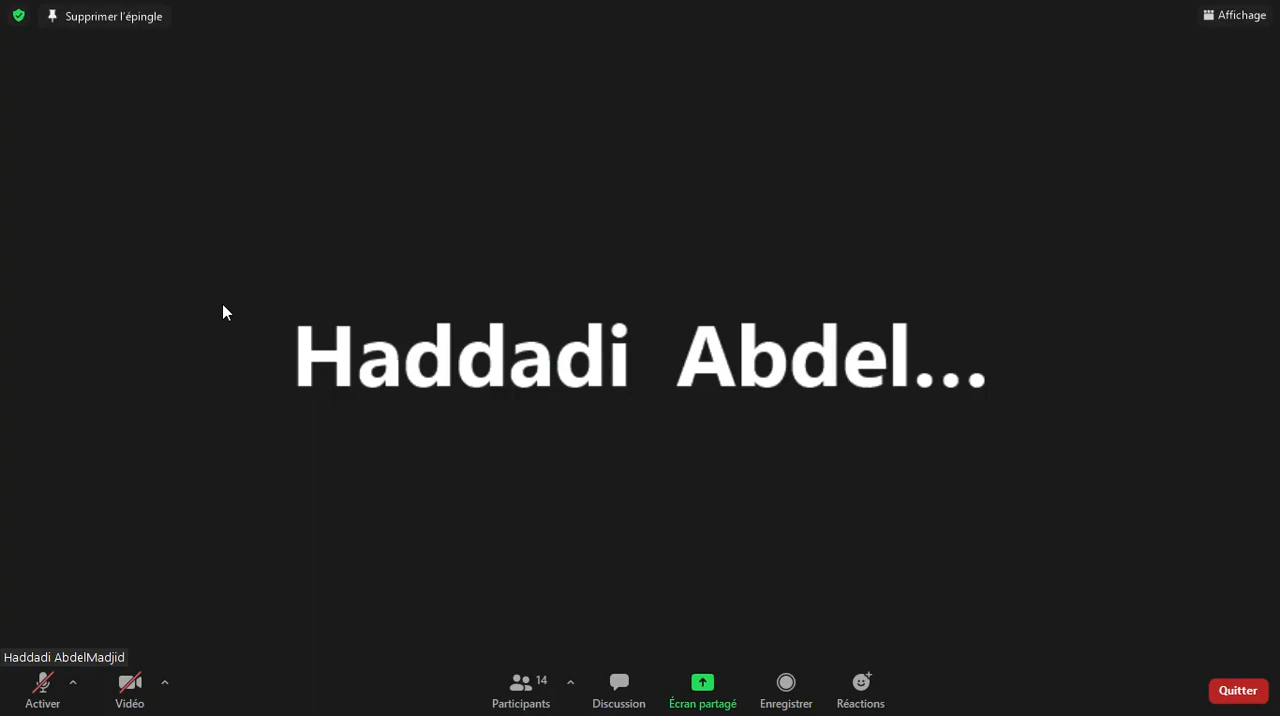 Supprimer l'épingle
Affichage
Haddadi Abdel...
Haddadi AbdelMadjid
Activer
Vidéo
14
Participants
Discussion
Écran partagé
Enregistrer
Réactions
Quitter